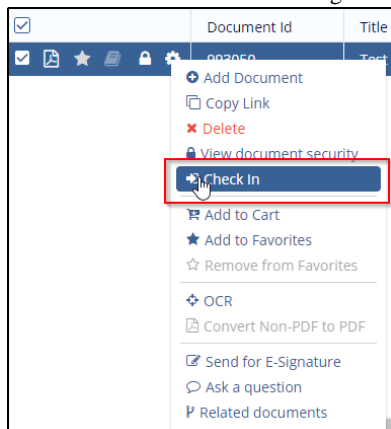 Document Id Title
993050 Test
Add Document
Copy Link
Delete
View document security
Check In
Add to Cart
Add to Favorites
Remove from Favorites
OCR
Convert Non-PDF to PDF
Send for E-Signature
Ask a question
Related documents